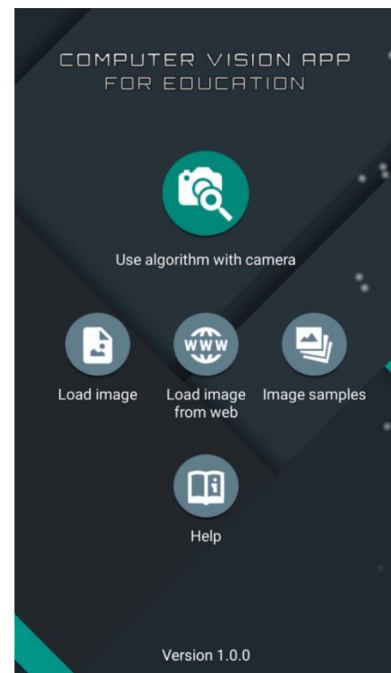 COMPUTER VISION APP
FOR EDUCATION
Use algorithm with camera
WWW
Load image
Load image
from web
Image samples
i
Help
Version 1.0.0